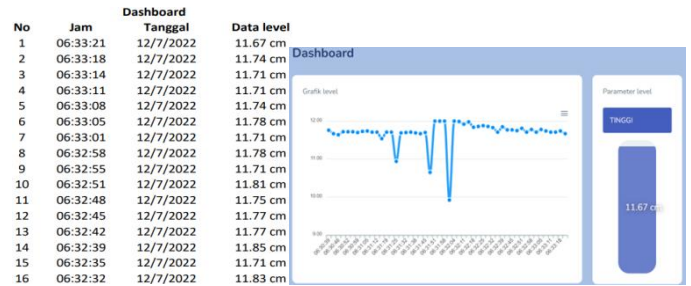 Dashboard
No Jam Tanggal Data level
1 06:33:21 12/7/2022 11.67 cm
2 06:33:18 12/7/2022 11.74 cm
3 06:33:14 12/7/2022 11.71 cm
4 06:33:11 12/7/2022 11.71 cm
5 06:33:08 12/7/2022 11.74 cm
6 06:33:05 12/7/2022 11.78 cm
7 06:33:01 12/7/2022 11.71 cm
8 06:32:58 12/7/2022 11.78 cm
9 06:32:55 12/7/2022 11.71 cm
10 06:32:51 12/7/2022 11.81 cm
11 06:32:48 12/7/2022 11.75 cm
12 06:32:45 12/7/2022 11.77 cm
13 06:32:42 12/7/2022 11.77 cm
14 06:32:39 12/7/2022 11.85 cm
15 06:32:35 12/7/2022 11.71 cm
16 06:32:32 12/7/2022 11.83 cm
Dashboard
Grafik level
12.00
11.00
10.00
9.00
Parameter level
TINGGI
11.67 cm